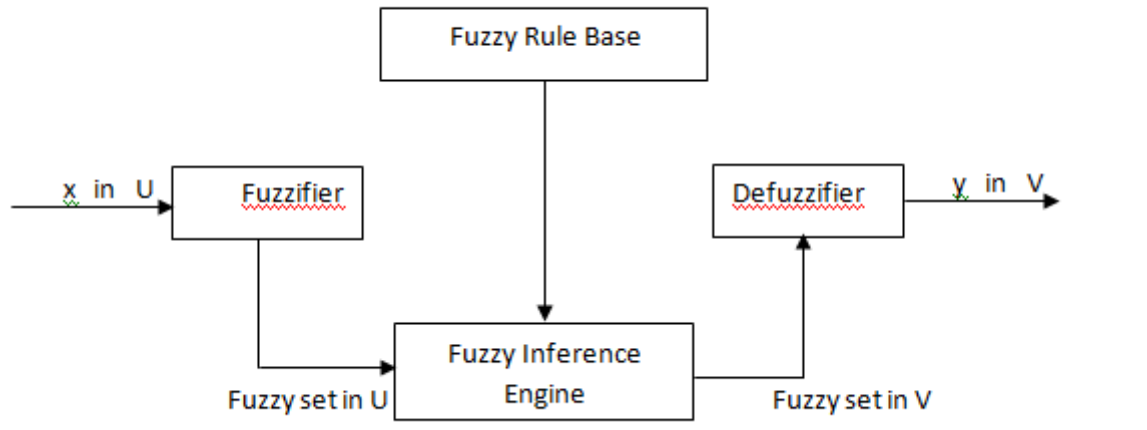 Fuzzy Rule Base
x in U
Fuzzifier
Defuzzifier
y in V
Fuzzy Inference
Engine
Fuzzy set in U
Fuzzy set in V